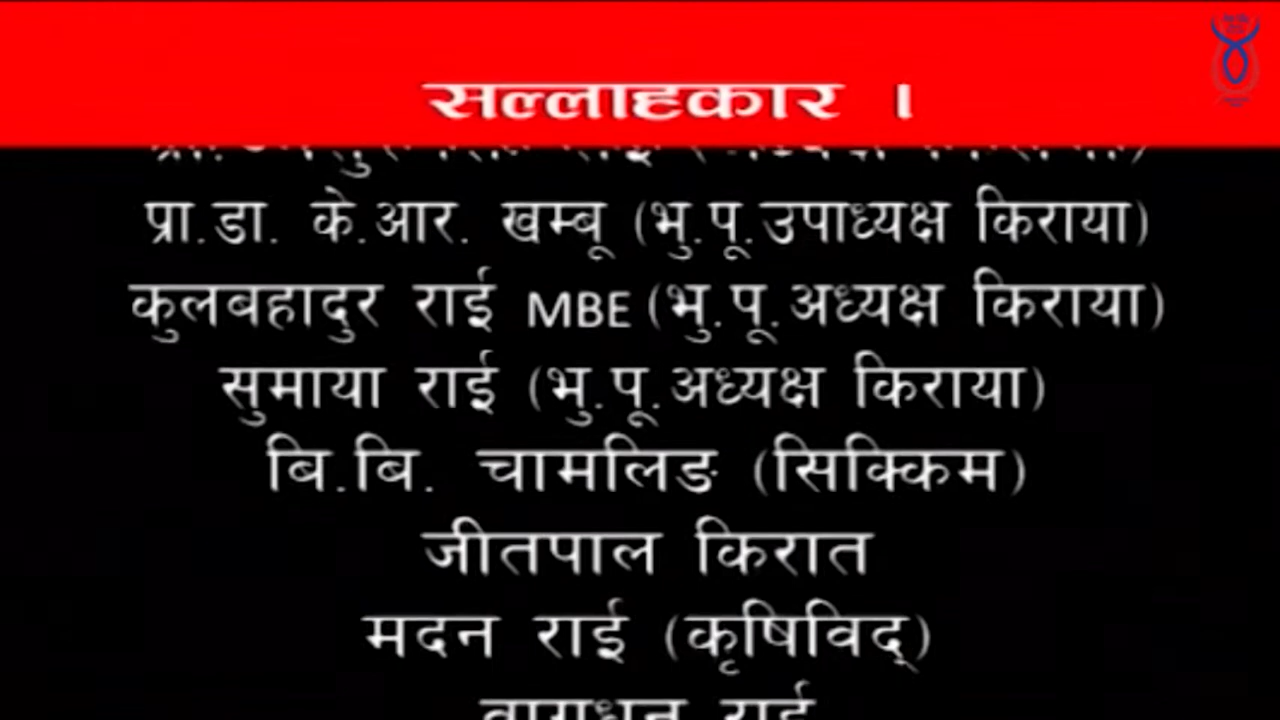 सल्लाहकार ।
प्रा.डा. के.आर. खम्बू (भु.पू.उपाध्यक्ष किराया)
कुलबहादुर राई MBE (भु.पू.अध्यक्ष किराया)
सुमाया राई (भु.पू.अध्यक्ष किराया)
बि.बि. चामलिङ (सिक्किम)
जीतपाल किरात
मदन राई (कृषिविद्)
राई